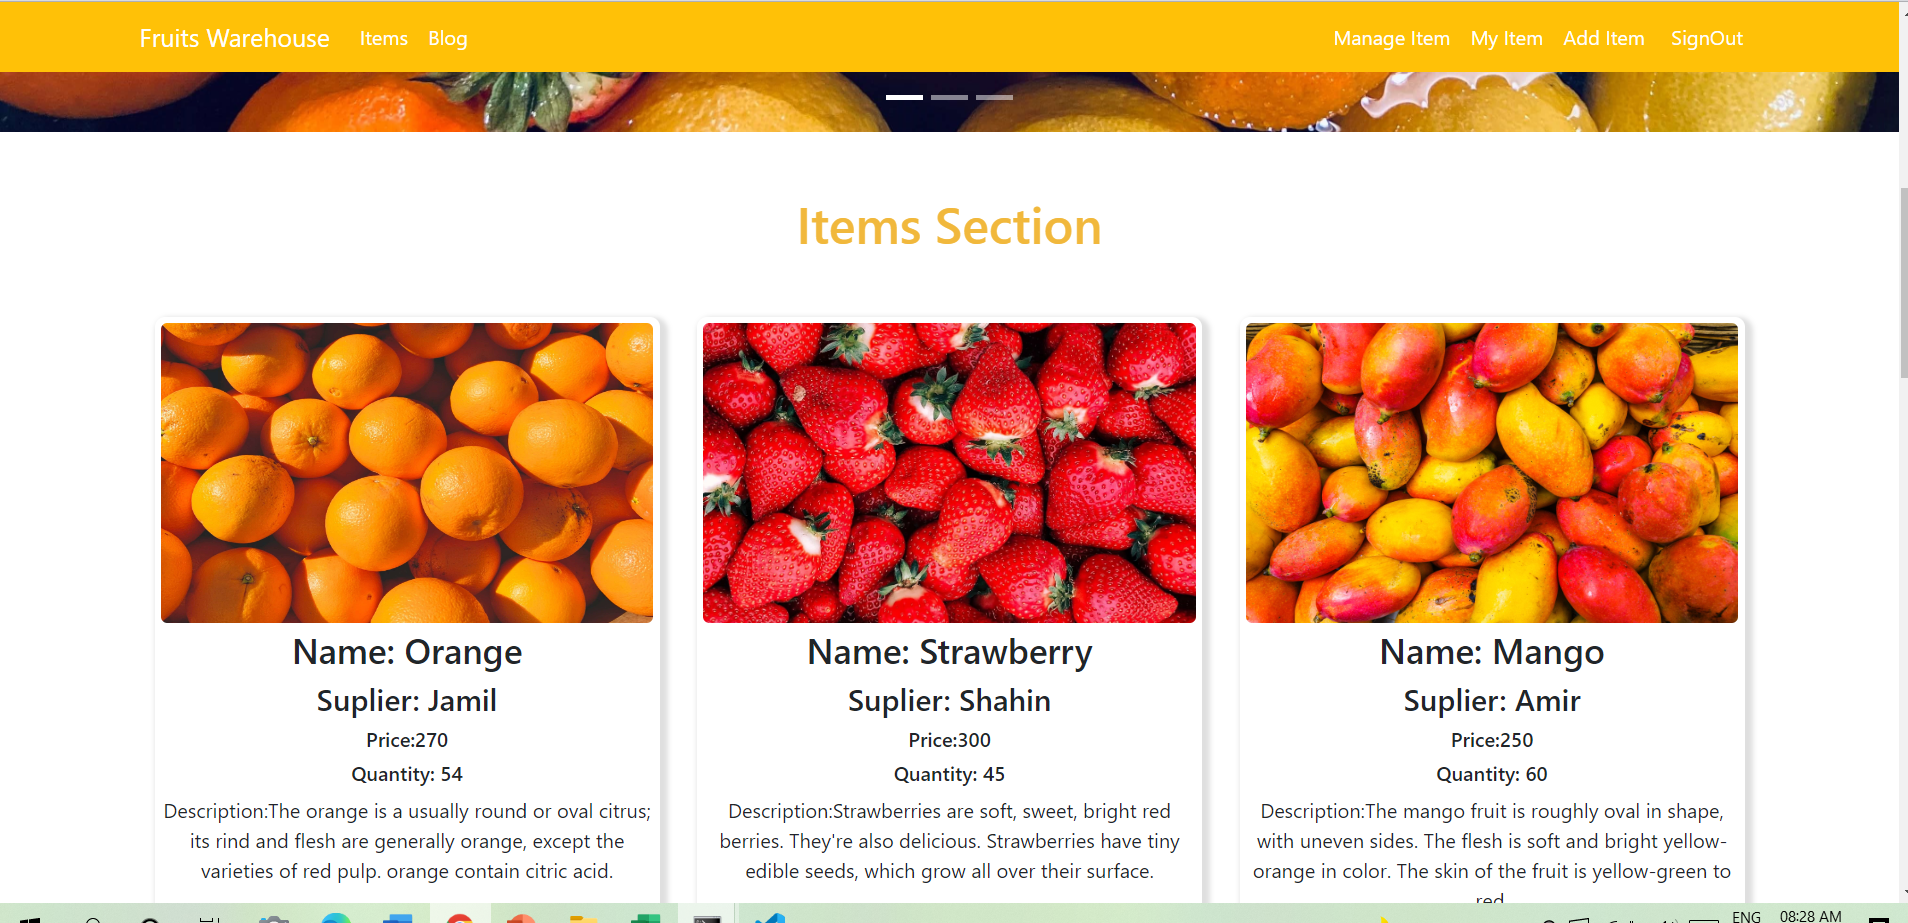 Fruits Warehouse Items Blog Manage Item My Item Add Item SignOut
Items Section
Name: Orange
Suplier: Jamil
Price:270
Quantity: 54
Description:The orange is a usually round or oval citrus;
its rind and flesh are generally orange, except the
varieties of red pulp. orange contain citric acid.
Name: Strawberry
Suplier: Shahin
Price:300
Quantity: 45
Description:Strawberries are soft, sweet, bright red
berries. They're also delicious. Strawberries have tiny
edible seeds, which grow all over their surface.
Name: Mango
Suplier: Amir
Price:250
Quantity: 60
Description:The mango fruit is roughly oval in shape,
with uneven sides. The flesh is soft and bright yellow-
orange in color. The skin of the fruit is yellow-green to
red
ENG 08:28 AM